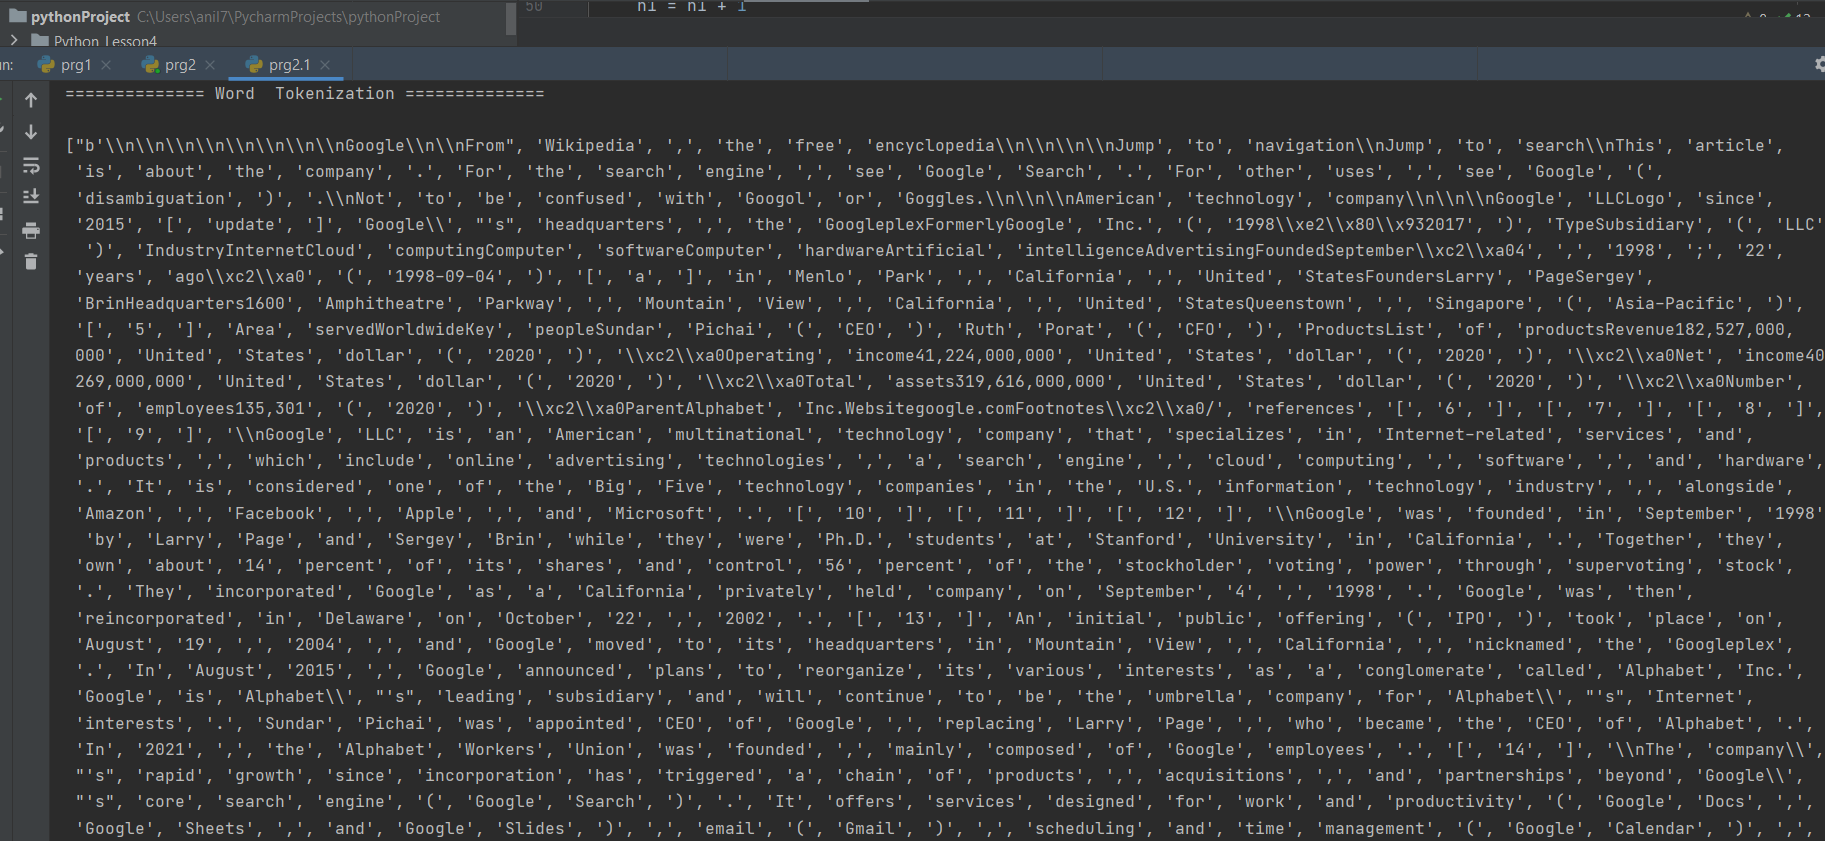 pythonProject C:\Users\anil7\PycharmProjects\pythonProject
50 n1 = n1 + 1
Python_Lesson4
prg1 prg2 prg2.1
============== Word  Tokenization ==============
["b'\\n\\n\\n\\n\\n\\n\\n\\nGoogle\\n\\nFrom", 'Wikipedia', ',', 'the', 'free', 'encyclopedia\\n\\n\\n\\nJump', 'to', 'navigation\\nJump', 'to', 'search\\nThis', 'article',
'is', 'about', 'the', 'company', '.', 'For', 'the', 'search', 'engine', ',', 'see', 'Google', 'Search', '.', 'For', 'other', 'uses', ',', 'see', 'Google', '(',
'disambiguation', ')', '.\\nNot', 'to', 'be', 'confused', 'with', 'Googol', 'or', 'Goggles.\\n\\n\\nAmerican', 'technology', 'company\\n\\n\\nGoogle', 'LLCLogo', 'since',
'2015', '[', 'update', ']', 'Google\\', "'s", 'headquarters', ',', 'the', 'GoogleplexFormerlyGoogle', 'Inc.', '(', '1998\\xe2\\x80\\x932017', ')', 'TypeSubsidiary', '(', 'LLC'
')', 'IndustryInternetCloud', 'computingComputer', 'softwareComputer', 'hardwareArtificial', 'intelligenceAdvertisingFoundedSeptember\\xc2\\xa04', ',', '1998', ';', '22',
'years', 'ago\\xc2\\xa0', '(', '1998-09-04', ')', '[', 'a', ']', 'in', 'Menlo', 'Park', ',', 'California', ',', 'United', 'StatesFoundersLarry', 'PageSergey',
'BrinHeadquarters1600', 'Amphitheatre', 'Parkway', ',', 'Mountain', 'View', ',', 'California', ',', 'United', 'StatesQueenstown', ',', 'Singapore', '(', 'Asia-Pacific', ')',
'[', '5', ']', 'Area', 'servedWorldwideKey', 'peopleSundar', 'Pichai', '(', 'CEO', ')', 'Ruth', 'Porat', '(', 'CFO', ')', 'ProductsList', 'of', 'productsRevenue182,527,000,
000', 'United', 'States', 'dollar', '(', '2020', ')', '\\xc2\\xa0Operating', 'income41,224,000,000', 'United', 'States', 'dollar', '(', '2020', ')', '\\xc2\\xa0Net', 'income40
269,000,000', 'United', 'States', 'dollar', '(', '2020', ')', '\\xc2\\xa0Total', 'assets319,616,000,000', 'United', 'States', 'dollar', '(', '2020', ')', '\\xc2\\xa0Number',
'of', 'employees135,301', '(', '2020', ')', '\\xc2\\xa0ParentAlphabet', 'Inc.Websitegoogle.comFootnotes\\xc2\\xa0/', 'references', '[', '6', ']', '[', '7', ']', '[', '8', ']',
'[', '9', ']', '\\nGoogle', 'LLC', 'is', 'an', 'American', 'multinational', 'technology', 'company', 'that', 'specializes', 'in', 'Internet-related', 'services', 'and',
'products', ',', 'which', 'include', 'online', 'advertising', 'technologies', ',', 'a', 'search', 'engine', ',', 'cloud', 'computing', ',', 'software', ',', 'and', 'hardware',
'.', 'It', 'is', 'considered', 'one', 'of', 'the', 'Big', 'Five', 'technology', 'companies', 'in', 'the', 'U.S.', 'information', 'technology', 'industry', ',', 'alongside',
'Amazon', ',', 'Facebook', ',', 'Apple', ',', 'and', 'Microsoft', '.', '[', '10', ']', '[', '11', ']', '[', '12', ']', '\\nGoogle', 'was', 'founded', 'in', 'September', '1998'
'by', 'Larry', 'Page', 'and', 'Sergey', 'Brin', 'while', 'they', 'were', 'Ph.D.', 'students', 'at', 'Stanford', 'University', 'in', 'California', '.', 'Together', 'they',
'own', 'about', '14', 'percent', 'of', 'its', 'shares', 'and', 'control', '56', 'percent', 'of', 'the', 'stockholder', 'voting', 'power', 'through', 'supervoting', 'stock',
'.', 'They', 'incorporated', 'Google', 'as', 'a', 'California', 'privately', 'held', 'company', 'on', 'September', '4', ',', '1998', '.', 'Google', 'was', 'then',
'reincorporated', 'in', 'Delaware', 'on', 'October', '22', ',', '2002', '.', '[', '13', ']', 'An', 'initial', 'public', 'offering', '(', 'IPO', ')', 'took', 'place', 'on',
'August', '19', ',', '2004', ',', 'and', 'Google', 'moved', 'to', 'its', 'headquarters', 'in', 'Mountain', 'View', ',', 'California', ',', 'nicknamed', 'the', 'Googleplex',
'.', 'In', 'August', '2015', ',', 'Google', 'announced', 'plans', 'to', 'reorganize', 'its', 'various', 'interests', 'as', 'a', 'conglomerate', 'called', 'Alphabet', 'Inc.',
'Google', 'is', 'Alphabet\\', "'s", 'leading', 'subsidiary', 'and', 'will', 'continue', 'to', 'be', 'the', 'umbrella', 'company', 'for', 'Alphabet\\', "'s", 'Internet',
'interests', '.', 'Sundar', 'Pichai', 'was', 'appointed', 'CEO', 'of', 'Google', ',', 'replacing', 'Larry', 'Page', ',', 'who', 'became', 'the', 'CEO', 'of', 'Alphabet', '.',
'In', '2021', ',', 'the', 'Alphabet', 'Workers', 'Union', 'was', 'founded', ',', 'mainly', 'composed', 'of', 'Google', 'employees', '.', '[', '14', ']', '\\nThe', 'company\\',
"'s", 'rapid', 'growth', 'since', 'incorporation', 'has', 'triggered', 'a', 'chain', 'of', 'products', ',', 'acquisitions', ',', 'and', 'partnerships', 'beyond', 'Google\\',
"'s", 'core', 'search', 'engine', '(', 'Google', 'Search', ')', '.', 'It', 'offers', 'services', 'designed', 'for', 'work', 'and', 'productivity', '(', 'Google', 'Docs', ',',
'Google', 'Sheets', ',', 'and', 'Google', 'Slides', ')', ',', 'email', '(', 'Gmail', ')', ',', 'scheduling', 'and', 'time', 'management', '(', 'Google', 'Calendar', ')', ',',